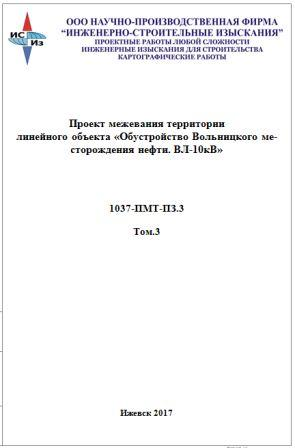 ИС
Из
ООО НАУЧНО-ПРОИЗВОДСТВЕННАЯ ФИРМА
“ИНЖЕНЕРНО-СТРОИТЕЛЬНЫЕ ИЗЫСКАНИЯ”
ПРОЕКТНЫЕ РАБОТЫ ЛЮБОЙ СЛОЖНОСТИ
ИНЖЕНЕРНЫЕ ИЗЫСКАНИЯ ДЛЯ СТРОИТЕЛЬСТВА
КАРТОГРАФИЧЕСКИЕ РАБОТЫ
Проект межевания территории
линейного объекта «Обустройство Вольницкого ме-
сторождения нефти. ВЛ-10кВ»
1037-ПМТ-ПЗ.3
Том.3
Ижевск 2017